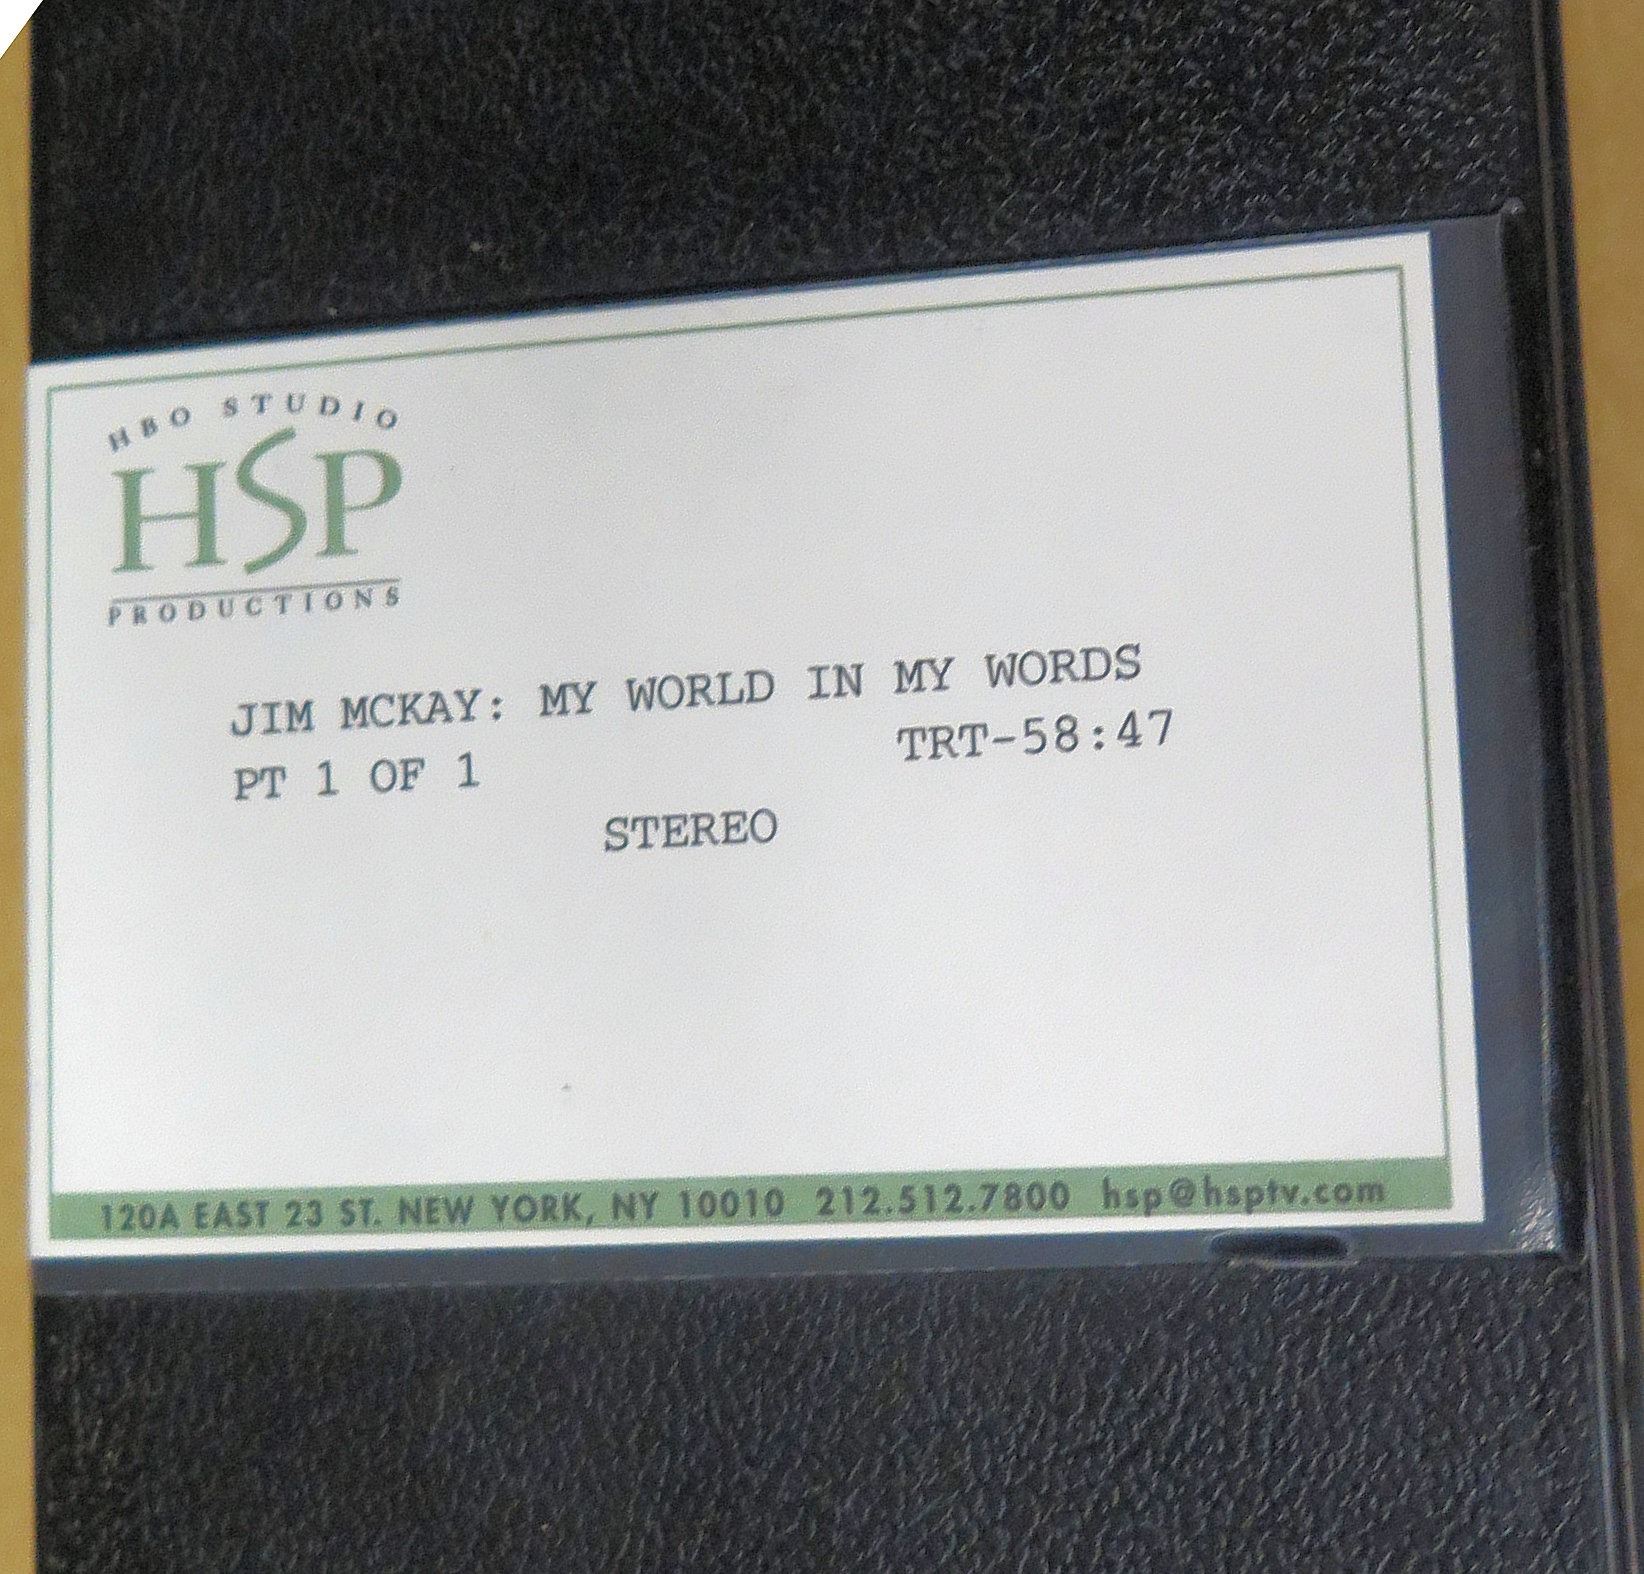 HBO STUDIO
HSP
PRODUCTIONS
JIM MCKAY: MY WORLD IN MY WORDS
PT 1 OF 1 TRT-58:47
STEREO
120A EAST 23 ST. NEW YORK, NY 10010 212.512.7800 hsp@hsptv.com